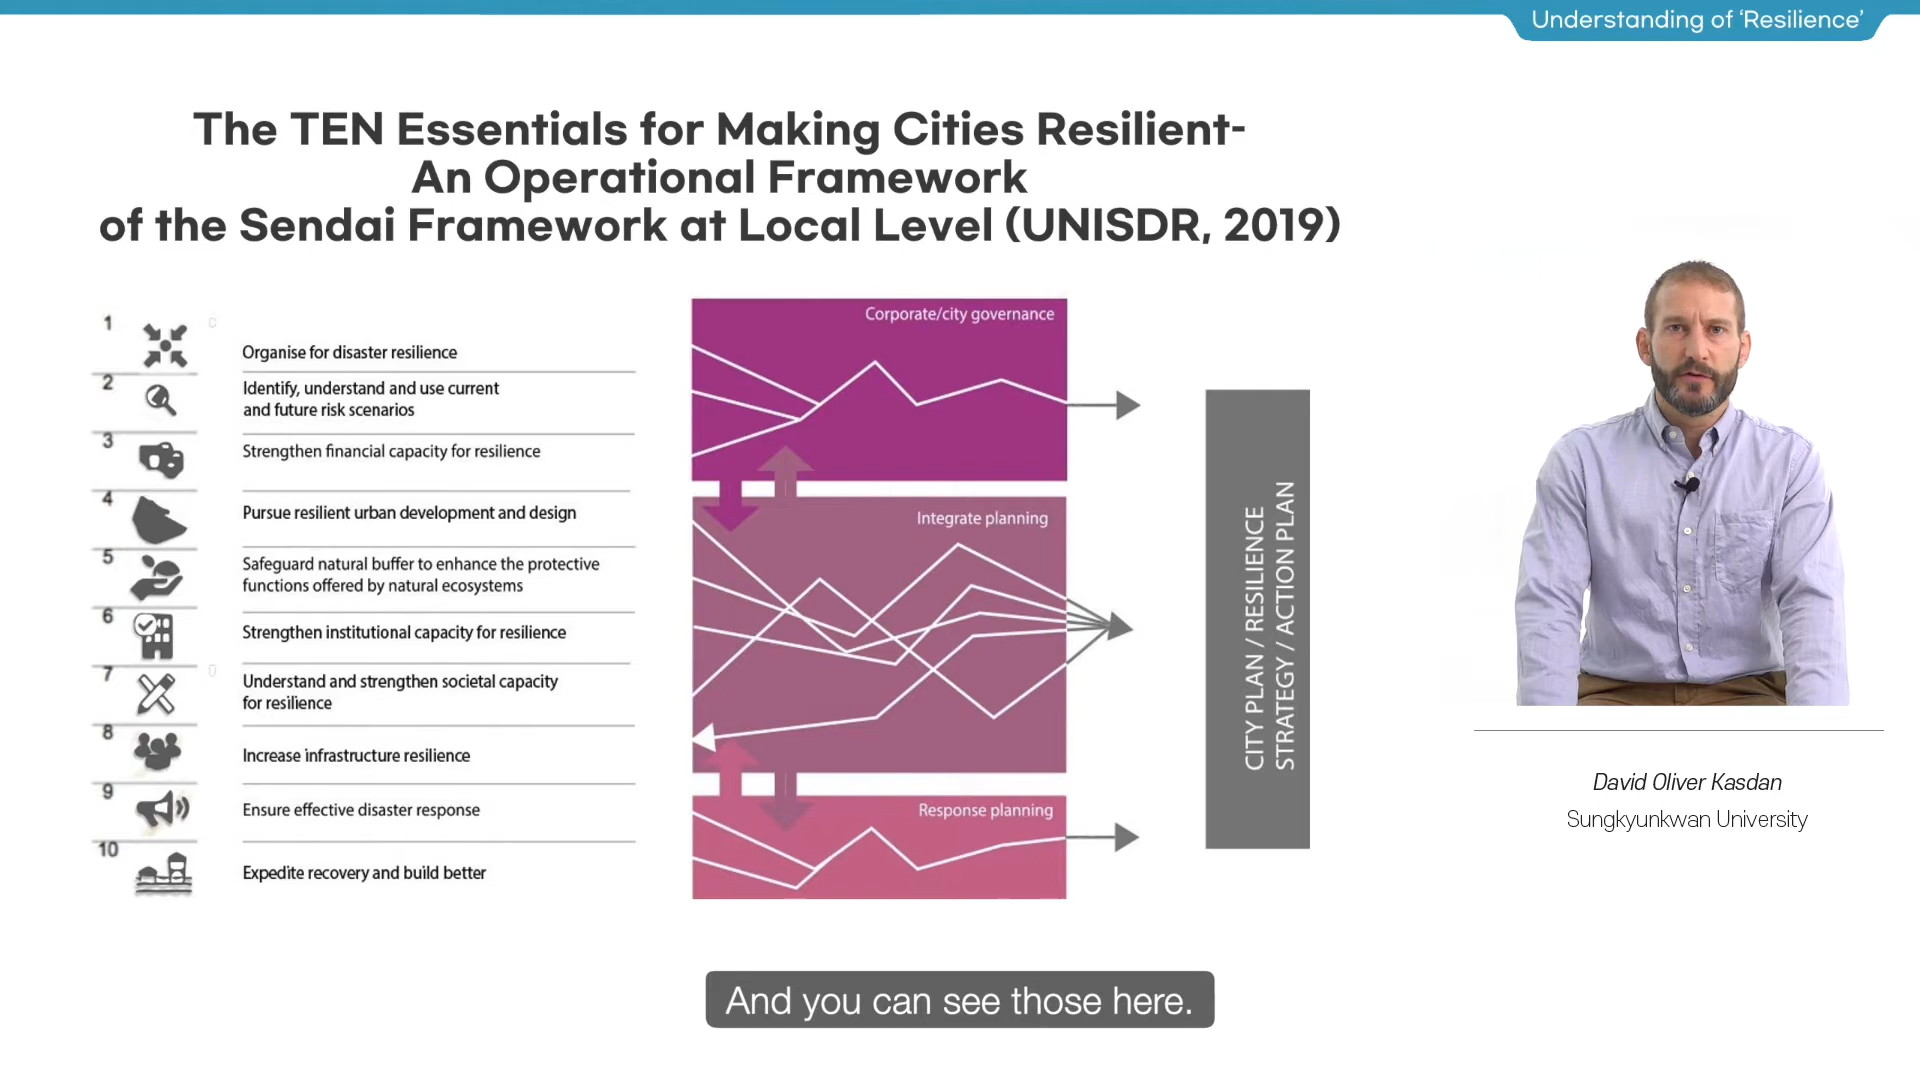 Understanding of ‘Resilience’
The TEN Essentials for Making Cities Resilient-
An Operational Framework
of the Sendai Framework at Local Level (UNISDR, 2019)
1
Organise for disaster resilience
2
Identify, understand and use current
and future risk scenarios
3
Strengthen financial capacity for resilience
4
Pursue resilient urban development and design
5
Safeguard natural buffer to enhance the protective
functions offered by natural ecosystems
6
Strengthen institutional capacity for resilience
7
Understand and strengthen societal capacity
for resilience
8
Increase infrastructure resilience
9
Ensure effective disaster response
10
Expedite recovery and build better
Corporate/city governance
Integrate planning
Response planning
CITY PLAN / RESILIENCE
STRATEGY / ACTION PLAN
David Oliver Kasdan
Sungkyunkwan University
And you can see those here.